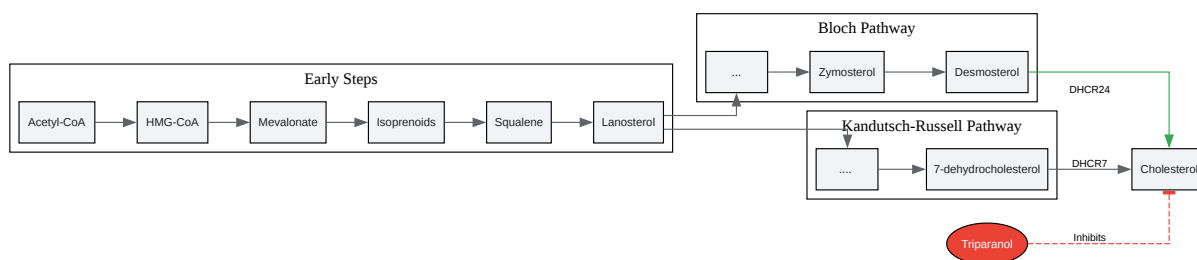 Early Steps
Acetyl-CoA
HMG-CoA
Mevalonate
Isoprenoids
Squalene
Lanosterol
Bloch Pathway
...
Zymosterol
Desmosterol
DHCR24
Kandutsch-Russell Pathway
....
7-dehydrocholesterol
DHCR7
Cholesterol
Triparanol
Inhibits